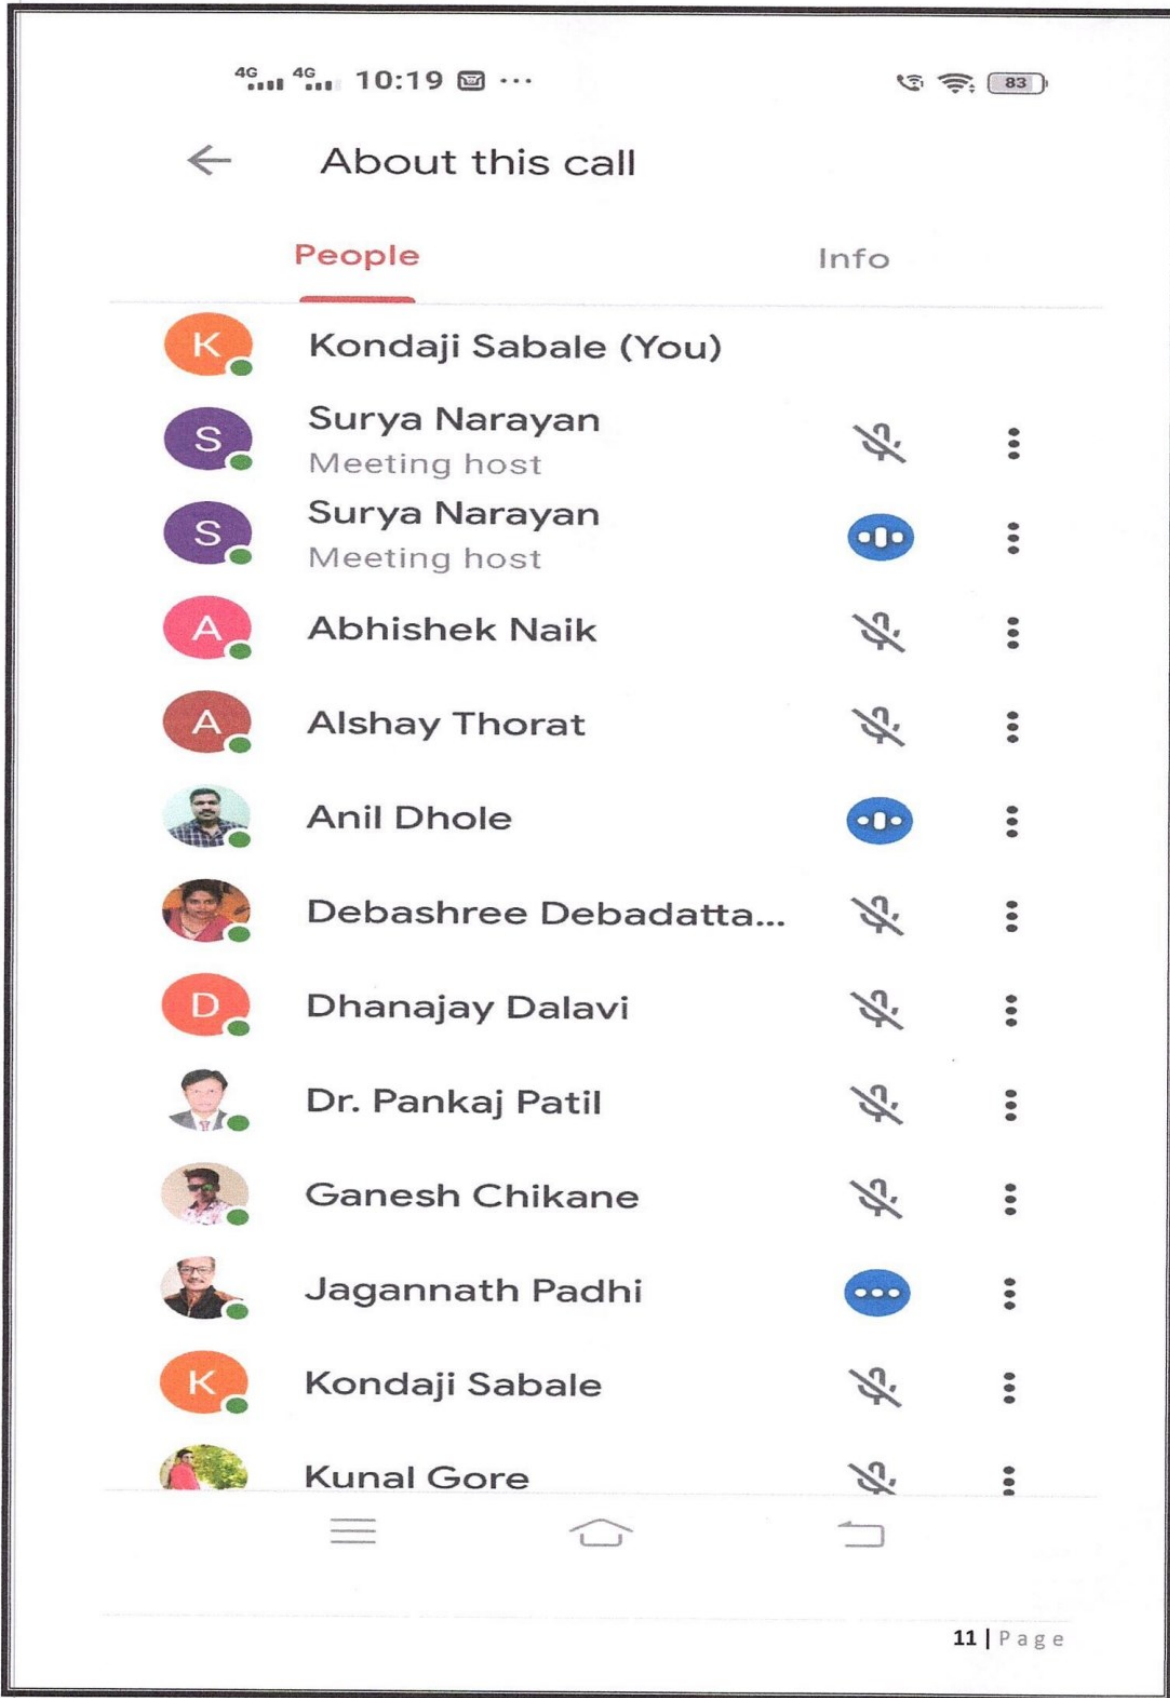 4G 4G 10:19 ...
83
About this call
People Info
K Kondaji Sabale (You)
S Surya Narayan
Meeting host
S Surya Narayan
Meeting host
A Abhishek Naik
A Alshay Thorat
Anil Dhole
Debashree Debadatta...
D Dhanajay Dalavi
Dr. Pankaj Patil
Ganesh Chikane
Jagannath Padhi
K Kondaji Sabale
Kunal Gore
11 | Page